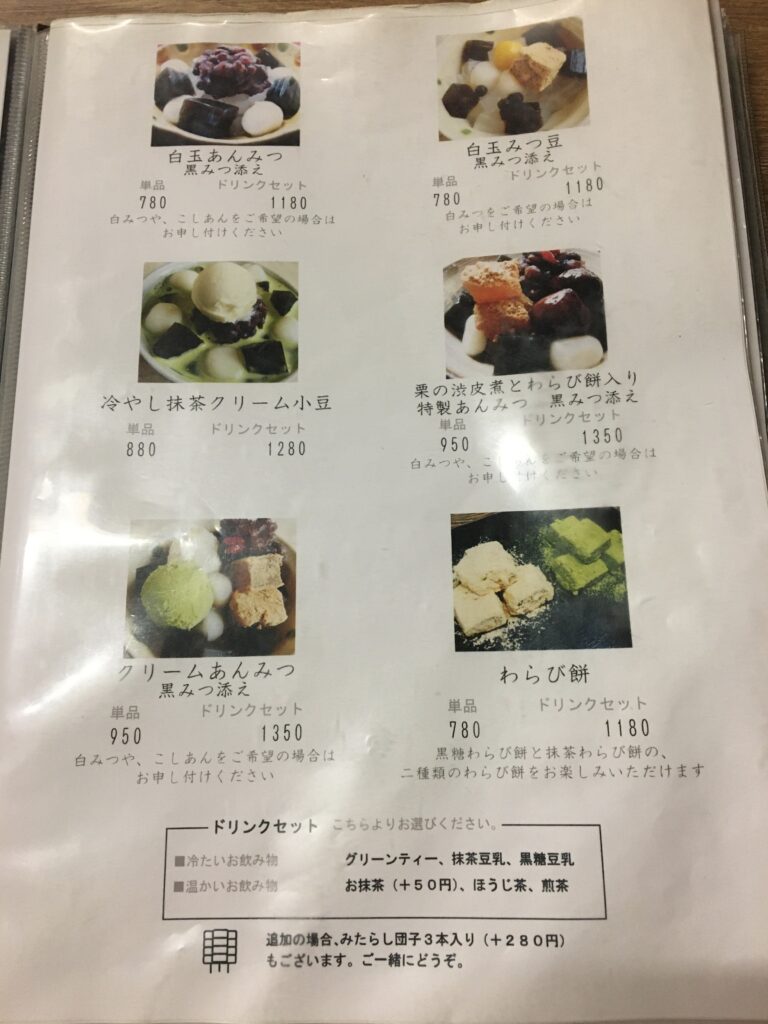 白玉あんみつ
黒みつ添え
単品 ドリンクセット
780 1180
白みつや、こしあんをご希望の場合は
お申し付けください
白玉みつ豆
黒みつ添え
単品 ドリンクセット
780 1180
白みつをご希望の場合は
お申し付けください
冷やし抹茶クリーム小豆
単品 ドリンクセット
880 1280
栗の渋皮煮とわらび餅入り
特製あんみつ 黒みつ添え
単品 ドリンクセット
950 1350
白みつや、こしあんをご希望の場合は
お申し付けください
クリームあんみつ
黒みつ添え
単品 ドリンクセット
950 1350
白みつや、こしあんをご希望の場合は
お申し付けください
わらび餅
単品 ドリンクセット
780 1180
黒糖わらび餅と抹茶わらび餅の、
二種類のわらび餅をお楽しみいただけます
ドリンクセット こちらよりお選びください。
■冷たいお飲み物 グリーンティー、抹茶豆乳、黒糖豆乳
■温かいお飲み物 お抹茶（＋５０円）、ほうじ茶、煎茶
追加の場合、みたらし団子３本入り（＋２８０円）
もございます。ご一緒にどうぞ。